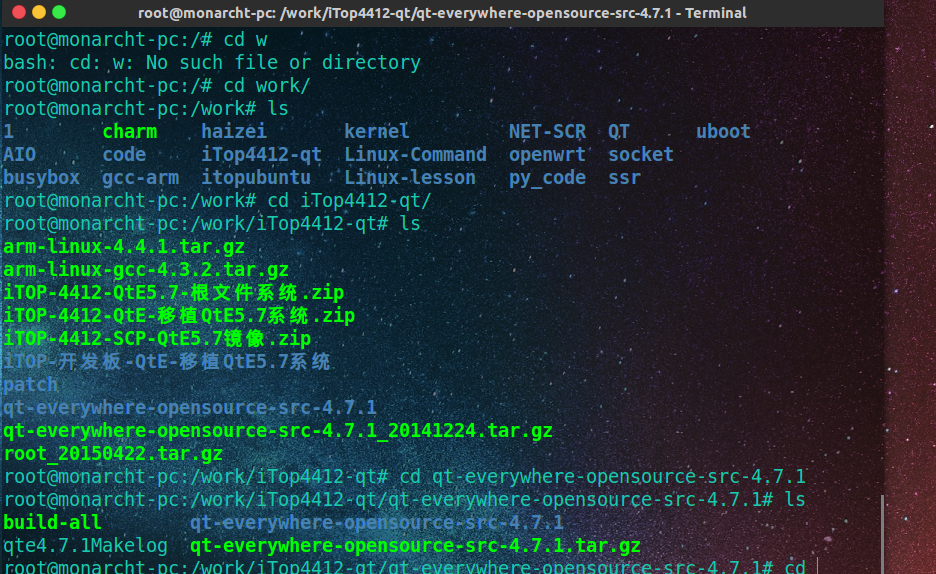 root@monarcht-pc: /work/iTop4412-qt/qt-everywhere-opensource-src-4.7.1 - Terminal
root@monarcht-pc:/# cd w
bash: cd: w: No such file or directory
root@monarcht-pc:/# cd work/
root@monarcht-pc:/work# ls
1 charm haizei kernel NET-SCR QT uboot
AIO code iTop4412-qt Linux-Command openwrt socket
busybox gcc-arm itopubuntu Linux-lesson py_code ssr
root@monarcht-pc:/work# cd iTop4412-qt/
root@monarcht-pc:/work/iTop4412-qt# ls
arm-linux-4.4.1.tar.gz
arm-linux-gcc-4.3.2.tar.gz
iTOP-4412-QtE5.7-根文件系统.zip
iTOP-4412-QtE-移植QtE5.7系统.zip
iTOP-4412-SCP-QtE5.7镜像.zip
iTOP-开发板-QtE-移植QtE5.7系统
patch
qt-everywhere-opensource-src-4.7.1
qt-everywhere-opensource-src-4.7.1_20141224.tar.gz
root_20150422.tar.gz
root@monarcht-pc:/work/iTop4412-qt# cd qt-everywhere-opensource-src-4.7.1
root@monarcht-pc:/work/iTop4412-qt/qt-everywhere-opensource-src-4.7.1# ls
build-all qt-everywhere-opensource-src-4.7.1
qte4.7.1Makelog qt-everywhere-opensource-src-4.7.1.tar.gz
root@monarcht-pc:/work/iTop4412-qt/qt-everywhere-opensource-src-4.7.1# cd